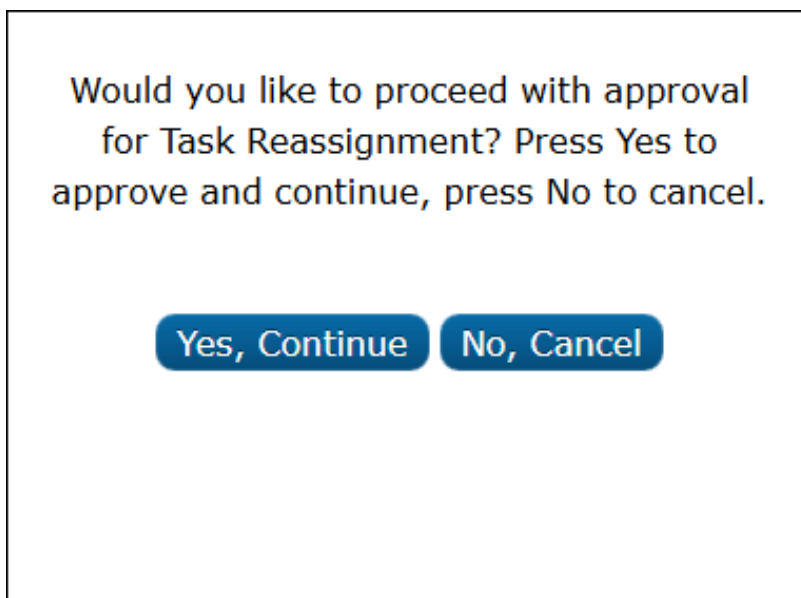 Would you like to proceed with approval
for Task Reassignment? Press Yes to
approve and continue, press No to cancel.
Yes, Continue No, Cancel